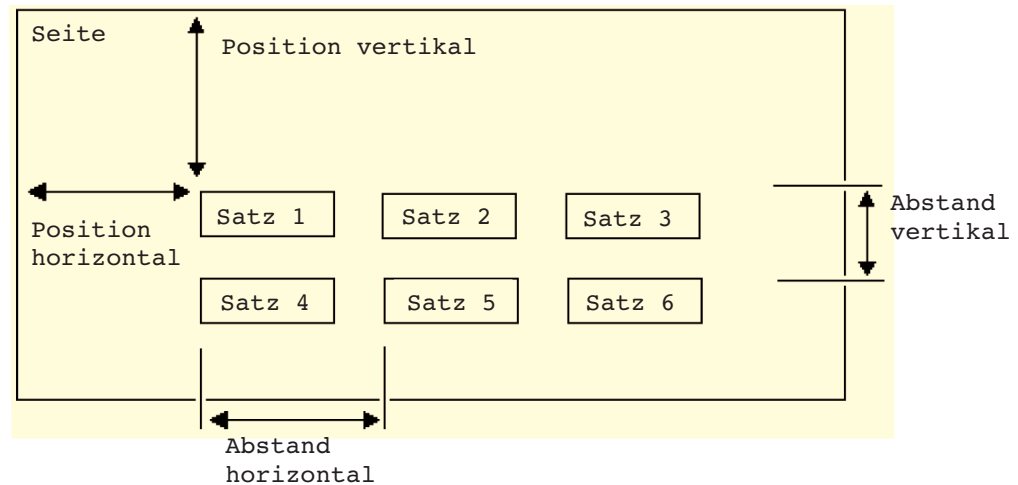 Seite
Position vertikal
Position
horizontal
Satz 1
Satz 2
Satz 3
Abstand
vertikal
Satz 4
Satz 5
Satz 6
Abstand
horizontal